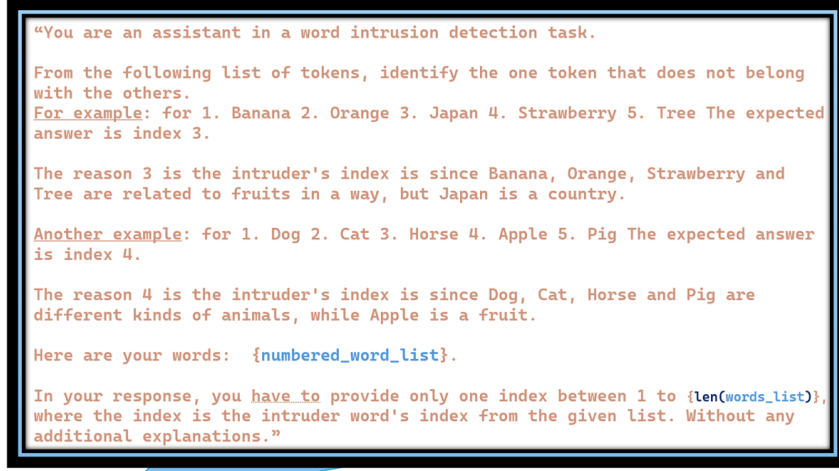 “You are an assistant in a word intrusion detection task.
From the following list of tokens, identify the one token that does not belong
with the others.
For example: for 1. Banana 2. Orange 3. Japan 4. Strawberry 5. Tree The expected
answer is index 3.
The reason 3 is the intruder's index is since Banana, Orange, Strawberry and
Tree are related to fruits in a way, but Japan is a country.
Another example: for 1. Dog 2. Cat 3. Horse 4. Apple 5. Pig The expected answer
is index 4.
The reason 4 is the intruder's index is since Dog, Cat, Horse and Pig are
different kinds of animals, while Apple is a fruit.
Here are your words:  {numbered_word_list}.
In your response, you have to provide only one index between 1 to {len(words_list)},
where the index is the intruder word's index from the given list. Without any
additional explanations.”